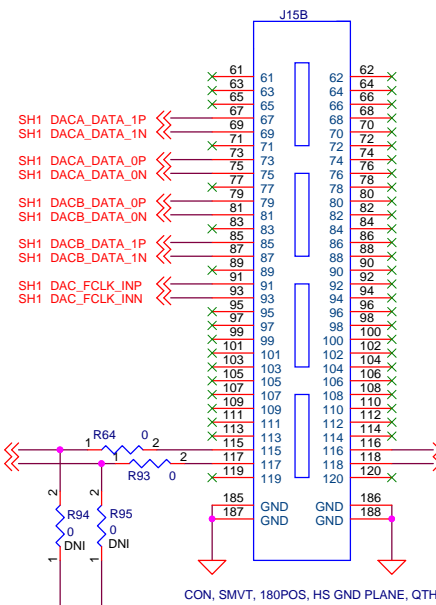 J15B
61 61 62 62
63 63 64 64
65 65 66 66
SH1 DACA_DATA_1P 67 67 68 68
SH1 DACA_DATA_1N 69 69 70 70
71 71 72 72
SH1 DACA_DATA_0P 73 73 74 74
SH1 DACA_DATA_0N 75 75 76 76
77 77 78 78
SH1 DACB_DATA_0P 79 79 80 80
SH1 DACB_DATA_0N 81 81 82 82
83 83 84 84
SH1 DACB_DATA_1P 85 85 86 86
SH1 DACB_DATA_1N 87 87 88 88
89 89 90 90
SH1 DAC_FCLK_INP 91 91 92 92
SH1 DAC_FCLK_INN 93 93 94 94
95 95 96 96
97 97 98 98
99 99 100 100
101 101 102 102
103 103 104 104
105 105 106 106
107 107 108 108
109 109 110 110
111 111 112 112
113 113 114 114
1 R64 0 2 115 115 116 116
1 R93 0 2 117 117 118 118
119 119 120 120
2 2
185 GND GND 186
187 GND GND 188
R94 0 DNI
R95 0 DNI
1 1
CON, SMVT, 180POS, HS GND PLANE, QTH